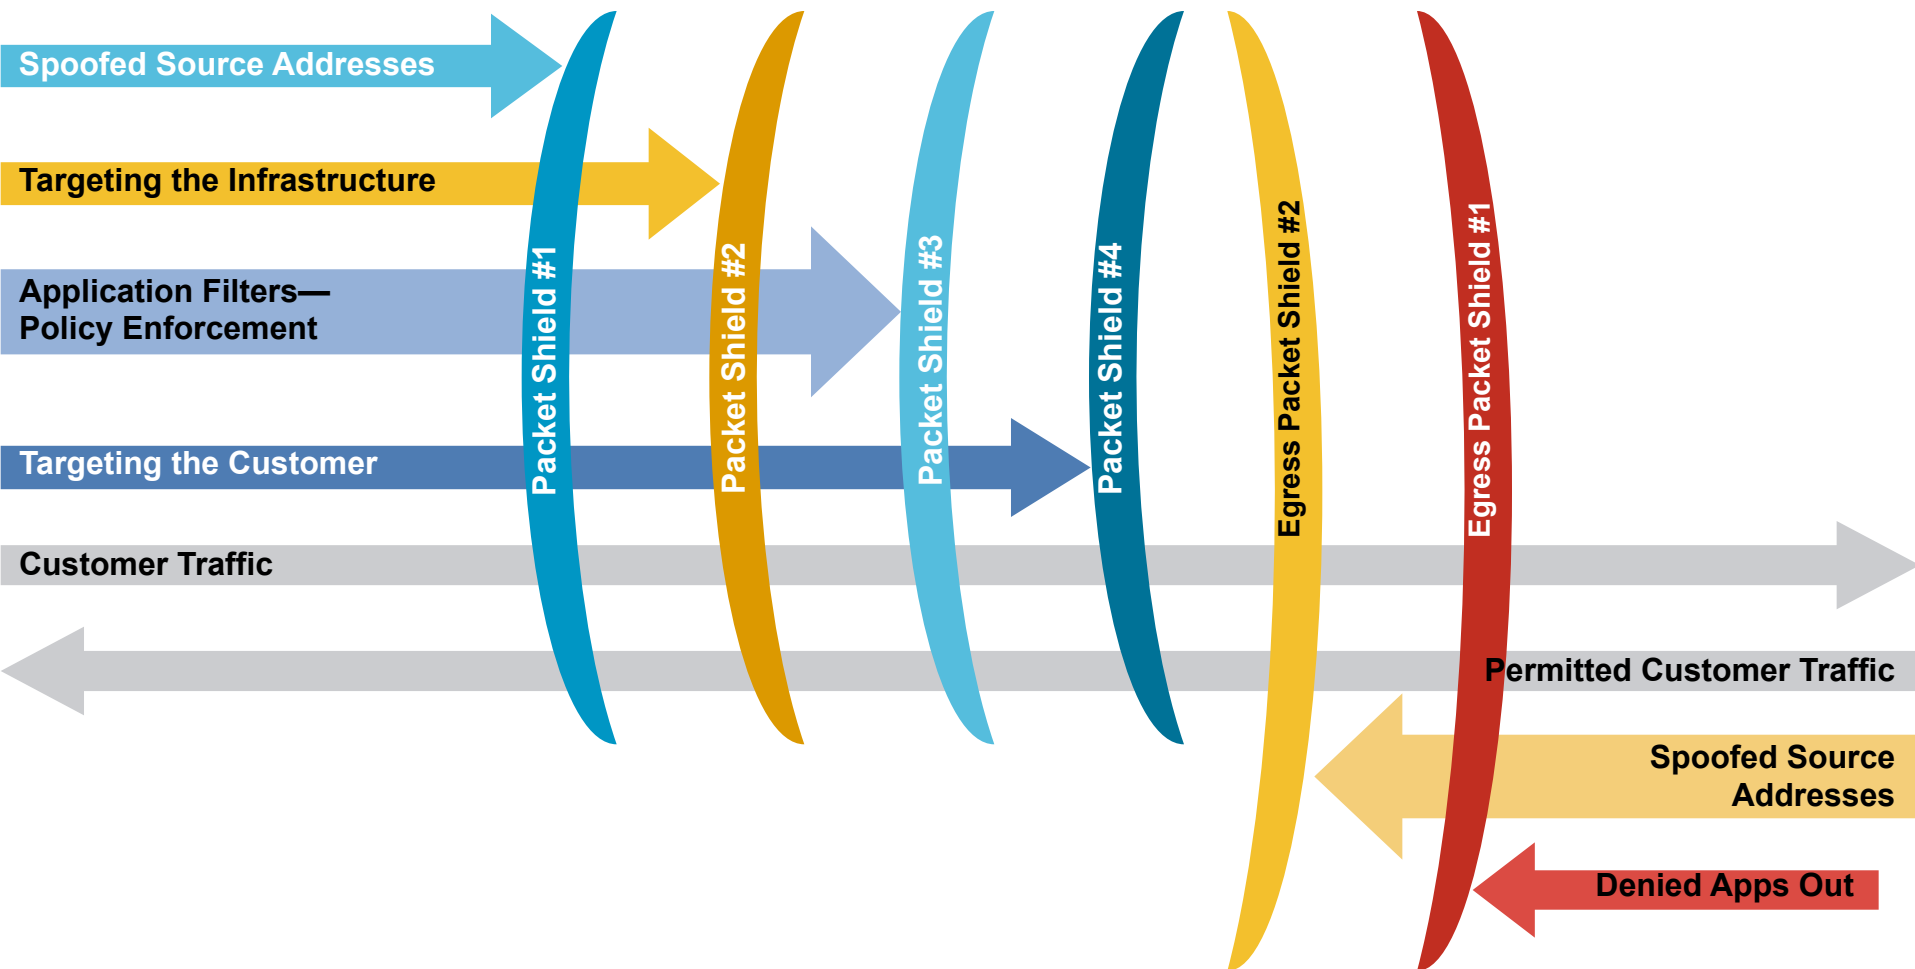 Spoofed Source Addresses
Targeting the Infrastructure
Application Filters—
Policy Enforcement
Targeting the Customer
Customer Traffic
Packet Shield #1
Packet Shield #2
Packet Shield #3
Packet Shield #4
Egress Packet Shield #2
Egress Packet Shield #1
Permitted Customer Traffic
Spoofed Source
Addresses
Denied Apps Out